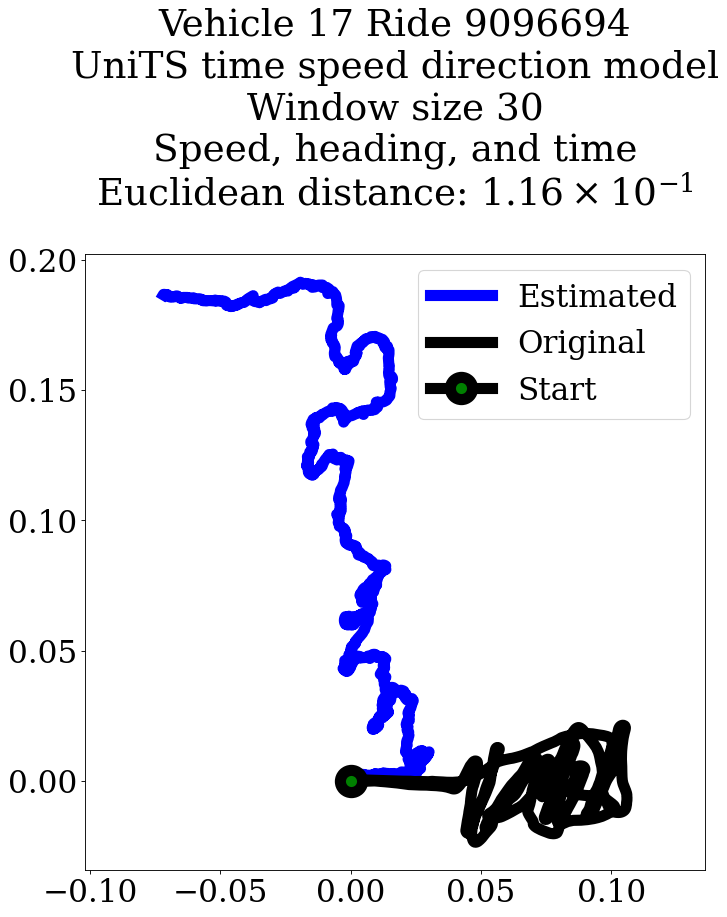 Vehicle 17 Ride 9096694
UniTS time speed direction model
Window size 30
Speed, heading, and time
Euclidean distance: 1.16 × 10⁻¹
0.20
0.15
0.10
0.05
0.00
Estimated
Original
Start
−0.10 −0.05 0.00 0.05 0.10